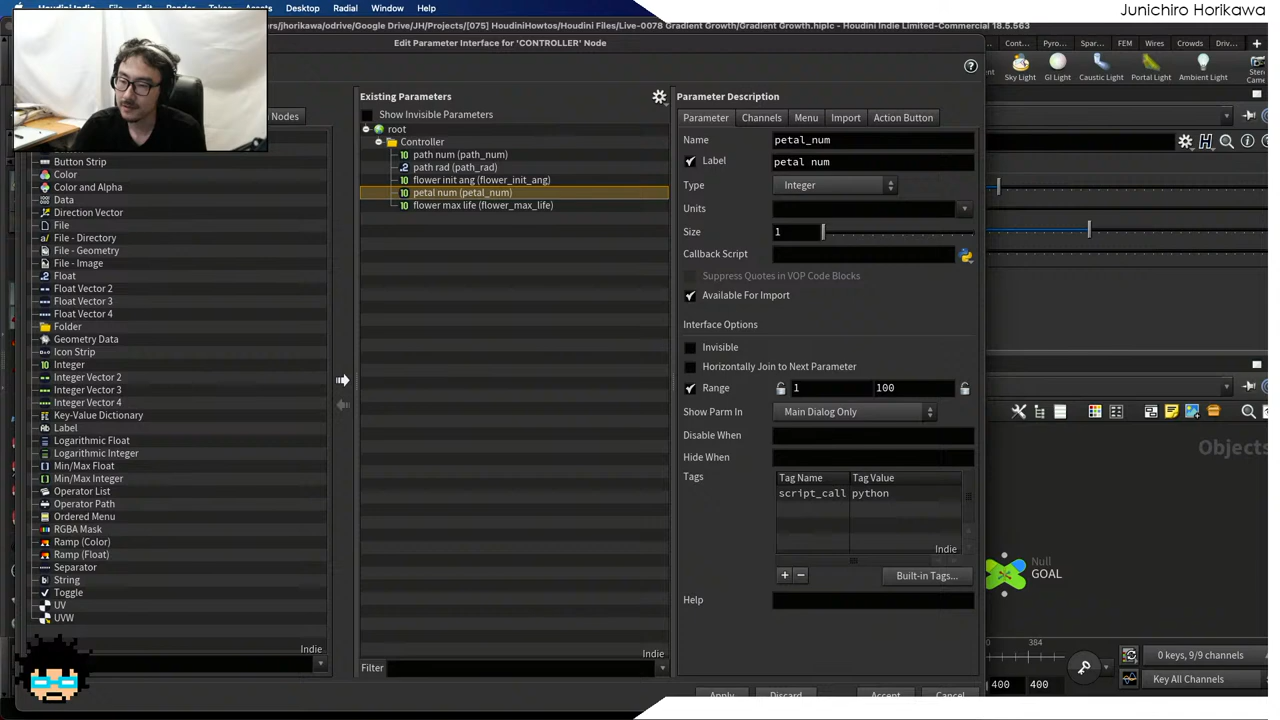 Junichiro Horikawa
Houdini Indie File Edit Render Takes Assets Desktop Radial Window Help
/jhorikawa/odrive/Google Drive/JH/Projects/[075] HoudiniHowtos/Houdini Files/Live-0078 Gradient Growth/Gradient Growth.hiplc - Houdini Indie Limited-Commercial 18.5.563
Edit Parameter Interface for 'CONTROLLER' Node
Cont... Pyro... Spar... FEM Wires Crowds Driv...
Sky Light GI Light Caustic Light Portal Light Ambient Light
Existing Parameters
Show Invisible Parameters
Nodes
root
Controller
path num (path_num)
path rad (path_rad)
flower init ang (flower_init_ang)
petal num (petal_num)
flower max life (flower_max_life)
Button Strip
Color
Color and Alpha
Data
Direction Vector
File
File - Directory
File - Geometry
File - Image
Float
Float Vector 2
Float Vector 3
Float Vector 4
Folder
Geometry Data
Icon Strip
Integer
Integer Vector 2
Integer Vector 3
Integer Vector 4
Key-Value Dictionary
Label
Logarithmic Float
Logarithmic Integer
Min/Max Float
Min/Max Integer
Operator List
Operator Path
Ordered Menu
RGBA Mask
Ramp (Color)
Ramp (Float)
Separator
String
Toggle
UV
UVW
Indie
Indie
Filter
Parameter Description
Parameter Channels Menu Import Action Button
Name petal_num
Label petal num
Type Integer
Units
Size 1
Callback Script
Suppress Quotes in VOP Code Blocks
Available For Import
Interface Options
Invisible
Horizontally Join to Next Parameter
Range 1 100
Show Parm In Main Dialog Only
Disable When
Hide When
Tags Tag Name Tag Value
script_call python
Indie
Built-in Tags...
Help
Apply Discard Accept Cancel
Objects
Null
GOAL
384
0 keys, 9/9 channels
400 400 Key All Channels